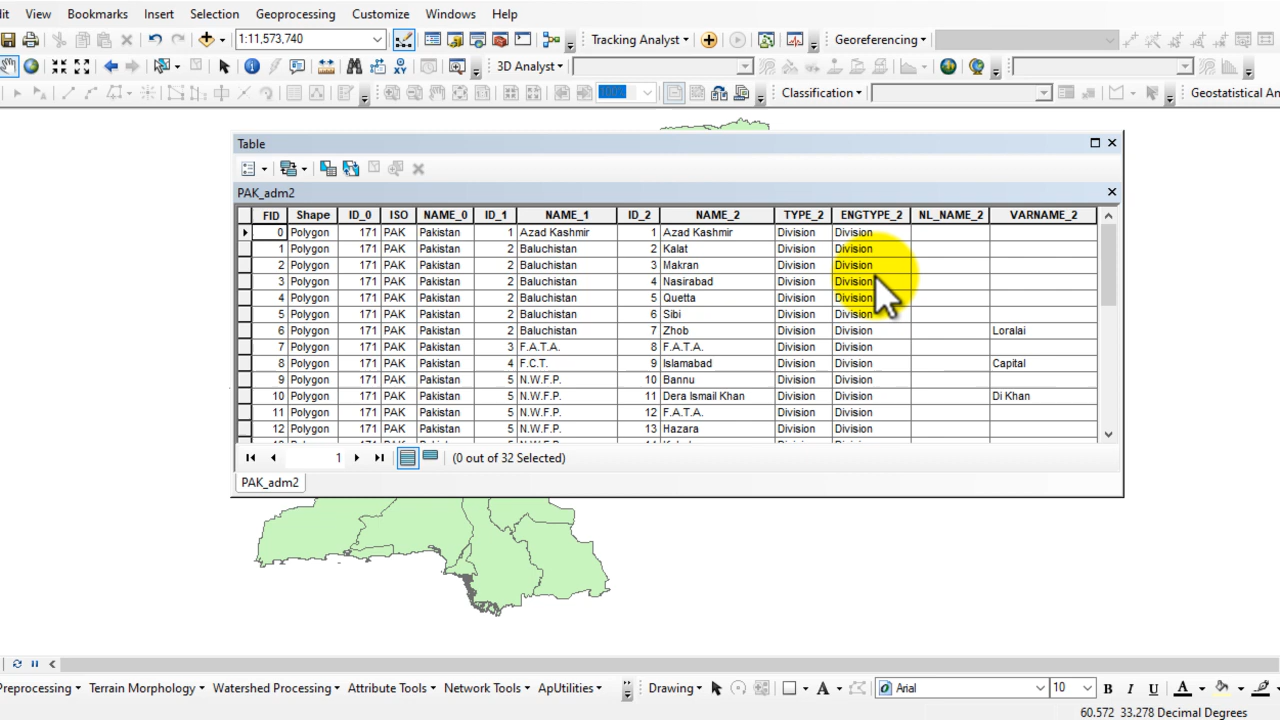 View Bookmarks Insert Selection Geoprocessing Customize Windows Help
1:11,573,740 Tracking Analyst Georeferencing
3D Analyst
100% Classification Geostatistical An
Table
PAK_adm2
FID Shape ID_0 ISO NAME_0 ID_1 NAME_1 ID_2 NAME_2 TYPE_2 ENGTYPE_2 NL_NAME_2 VARNAME_2
0 Polygon 171 PAK Pakistan 1 Azad Kashmir 1 Azad Kashmir Division Division
1 Polygon 171 PAK Pakistan 2 Baluchistan 2 Kalat Division Division
2 Polygon 171 PAK Pakistan 2 Baluchistan 3 Makran Division Division
3 Polygon 171 PAK Pakistan 2 Baluchistan 4 Nasirabad Division Division
4 Polygon 171 PAK Pakistan 2 Baluchistan 5 Quetta Division Division
5 Polygon 171 PAK Pakistan 2 Baluchistan 6 Sibi Division Division
6 Polygon 171 PAK Pakistan 2 Baluchistan 7 Zhob Division Division Loralai
7 Polygon 171 PAK Pakistan 3 F.A.T.A. 8 F.A.T.A. Division Division
8 Polygon 171 PAK Pakistan 4 F.C.T. 9 Islamabad Division Division Capital
9 Polygon 171 PAK Pakistan 5 N.W.F.P. 10 Bannu Division Division
10 Polygon 171 PAK Pakistan 5 N.W.F.P. 11 Dera Ismail Khan Division Division Di Khan
11 Polygon 171 PAK Pakistan 5 N.W.F.P. 12 F.A.T.A. Division Division
12 Polygon 171 PAK Pakistan 5 N.W.F.P. 13 Hazara Division Division
1 (0 out of 32 Selected)
PAK_adm2
Preprocessing Terrain Morphology Watershed Processing Attribute Tools Network Tools ApUtilities Drawing A Arial 10 B I U A
60.572 33.278 Decimal Degrees